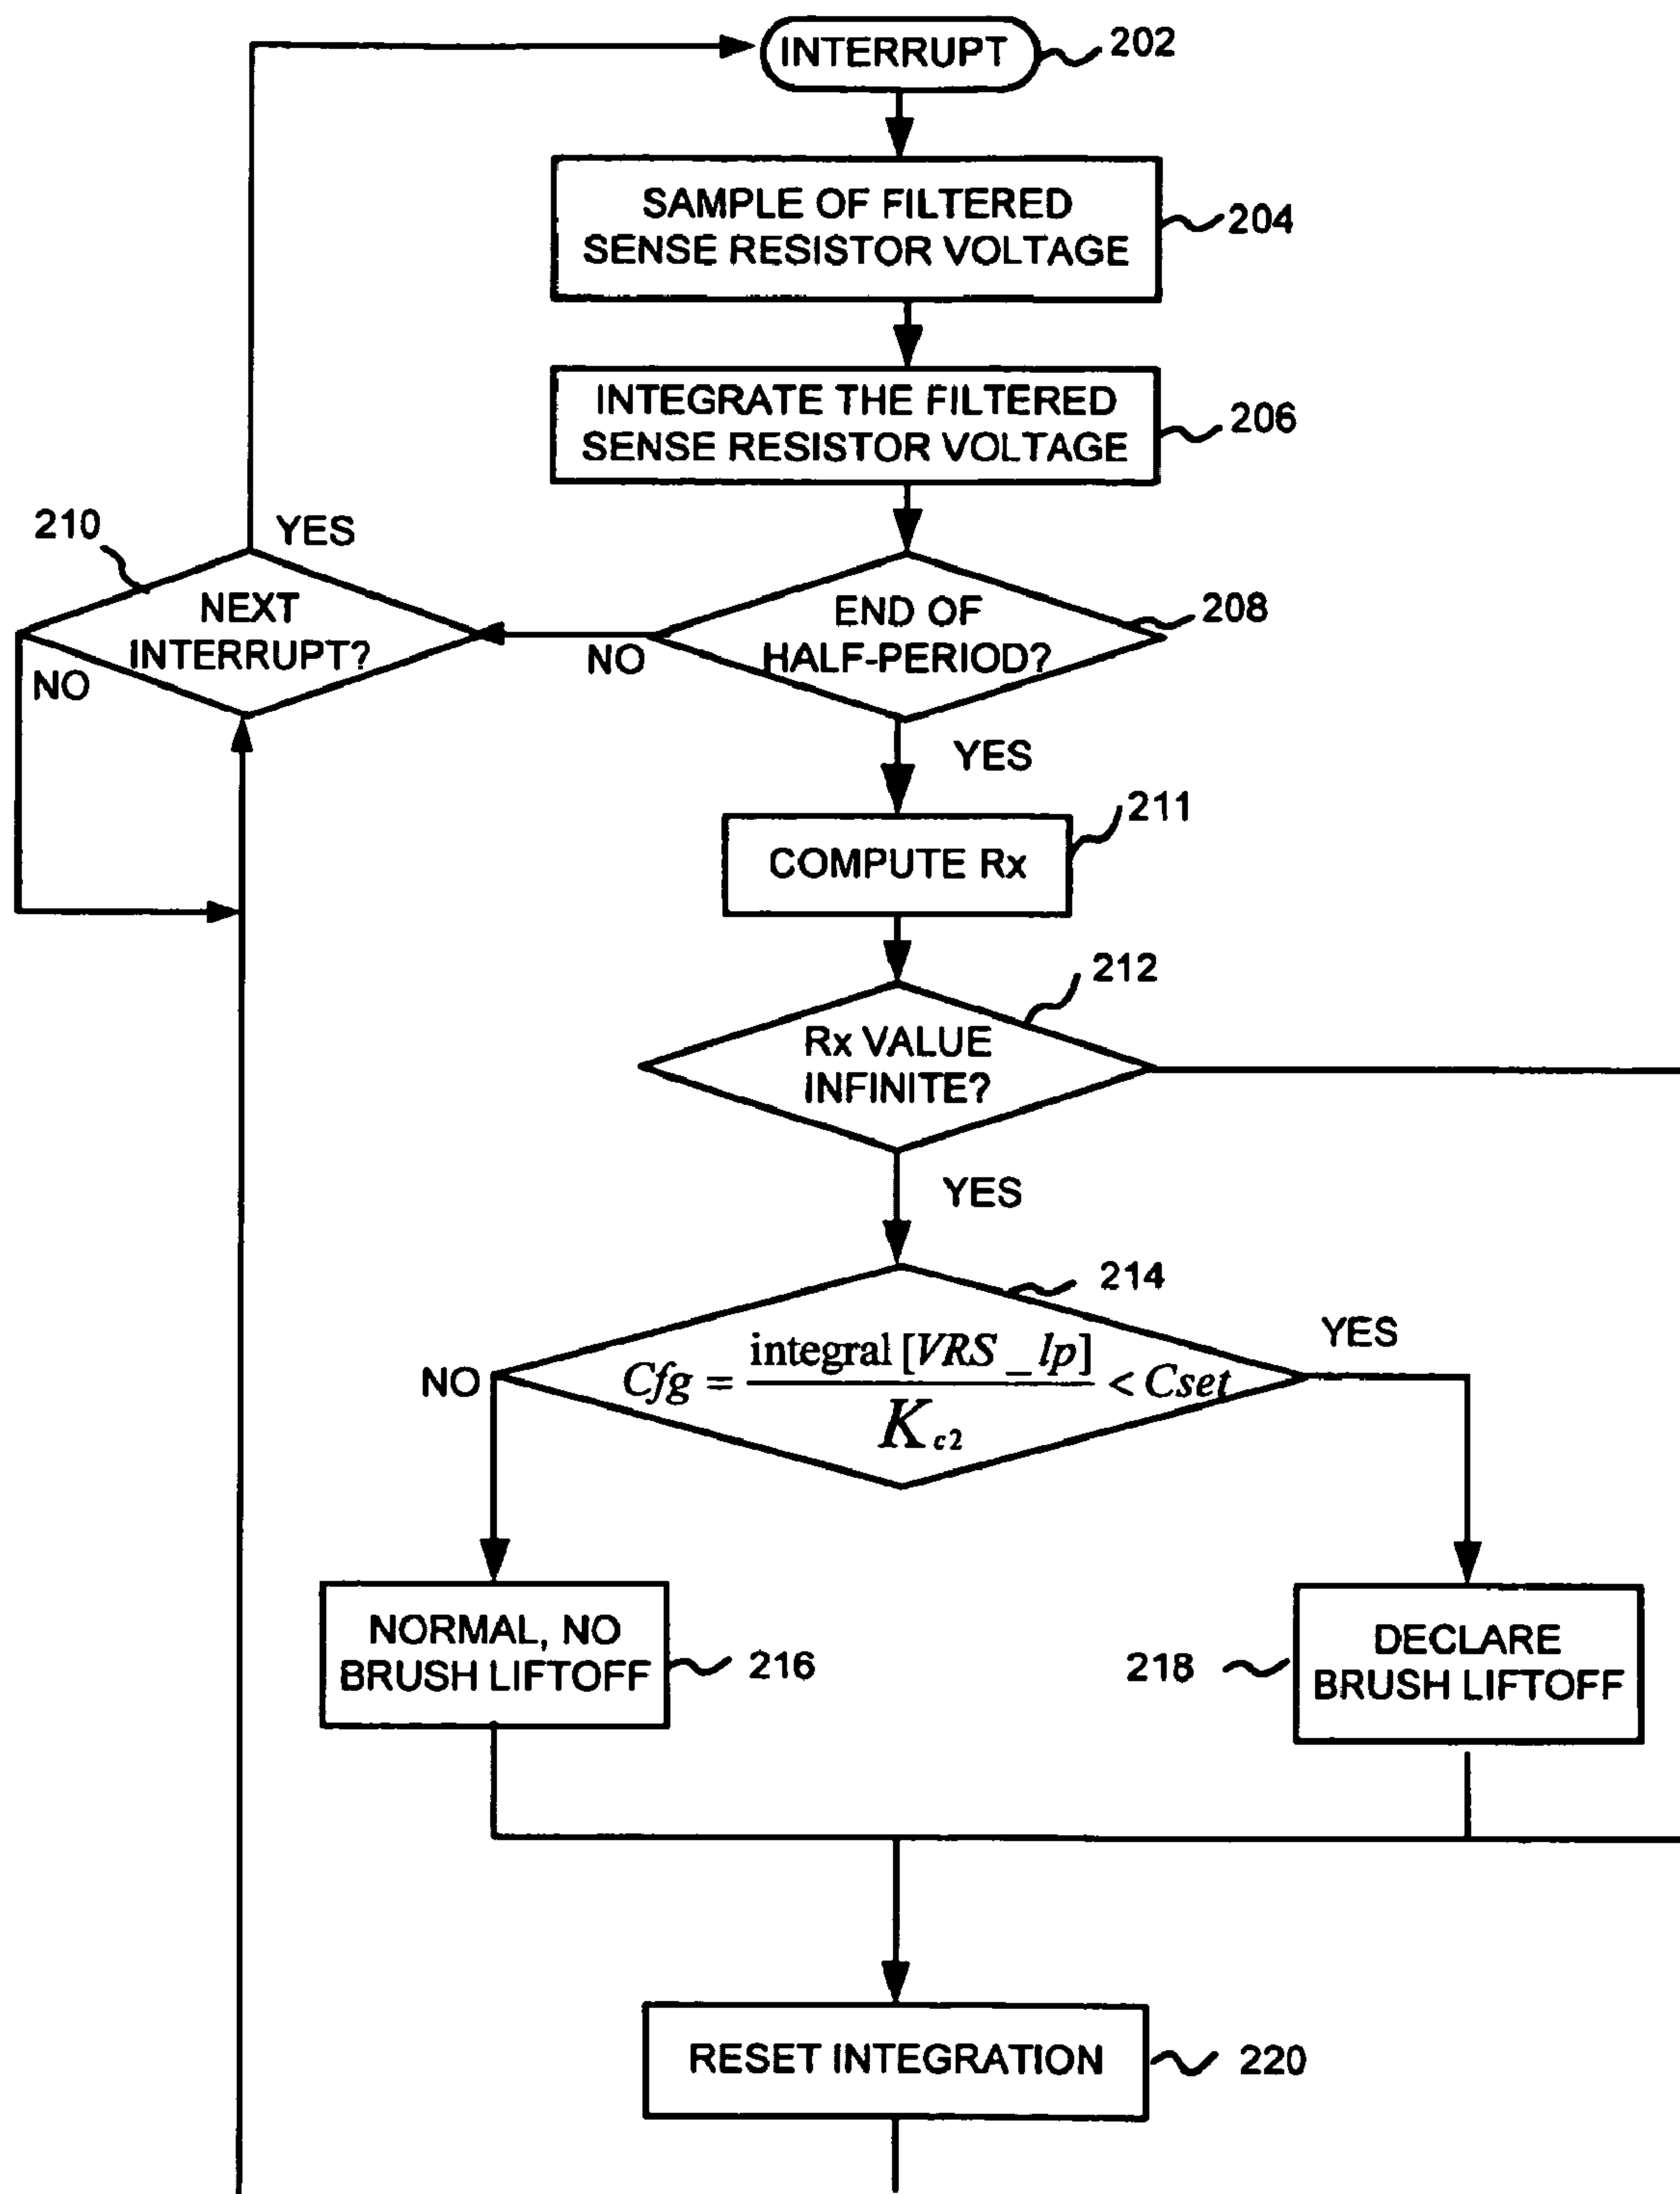 INTERRUPT
202
SAMPLE OF FILTERED
SENSE RESISTOR VOLTAGE
204
INTEGRATE THE FILTERED
SENSE RESISTOR VOLTAGE
206
210
YES
NEXT
INTERRUPT?
NO
END OF
HALF-PERIOD?
208
NO
YES
COMPUTE Rx
211
Rx VALUE
INFINITE?
212
YES
214
Cfg = integral [VRS _ lp] / K c2 < Cset
NO
YES
NORMAL, NO
BRUSH LIFTOFF
216
218
DECLARE
BRUSH LIFTOFF
RESET INTEGRATION
220